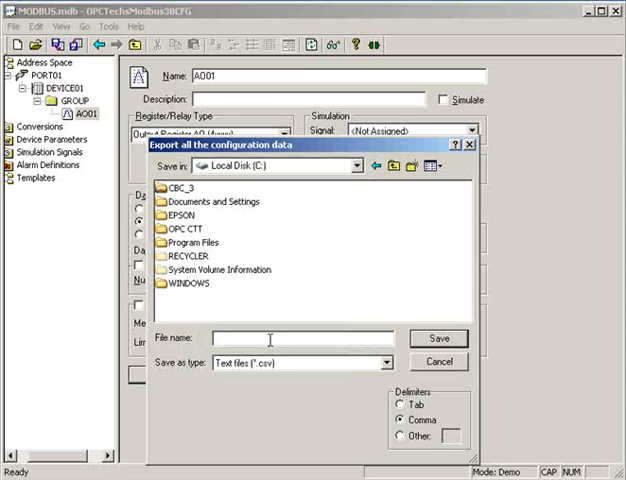 MODBUS.mdb - OPCTechsModbus30CFG
File Edit View Go Tools Help
Address Space
PORT01
DEVICE01
GROUP
AO01
Conversions
Device Parameters
Simulation Signals
Alarm Definitions
Templates
Name: AO01
Description:
Simulate
Register/Relay Type
Simulation
Signal: <Not Assigned>
Export all the configuration data
Save in: Local Disk (C:)
CBC_3
Documents and Settings
EPSON
OPC CTT
Program Files
RECYCLER
System Volume Information
WINDOWS
File name:
Save
Save as type: Text files (*.csv)
Cancel
Delimiters
Tab
Comma
Other:
Ready
Mode: Demo CAP NUM